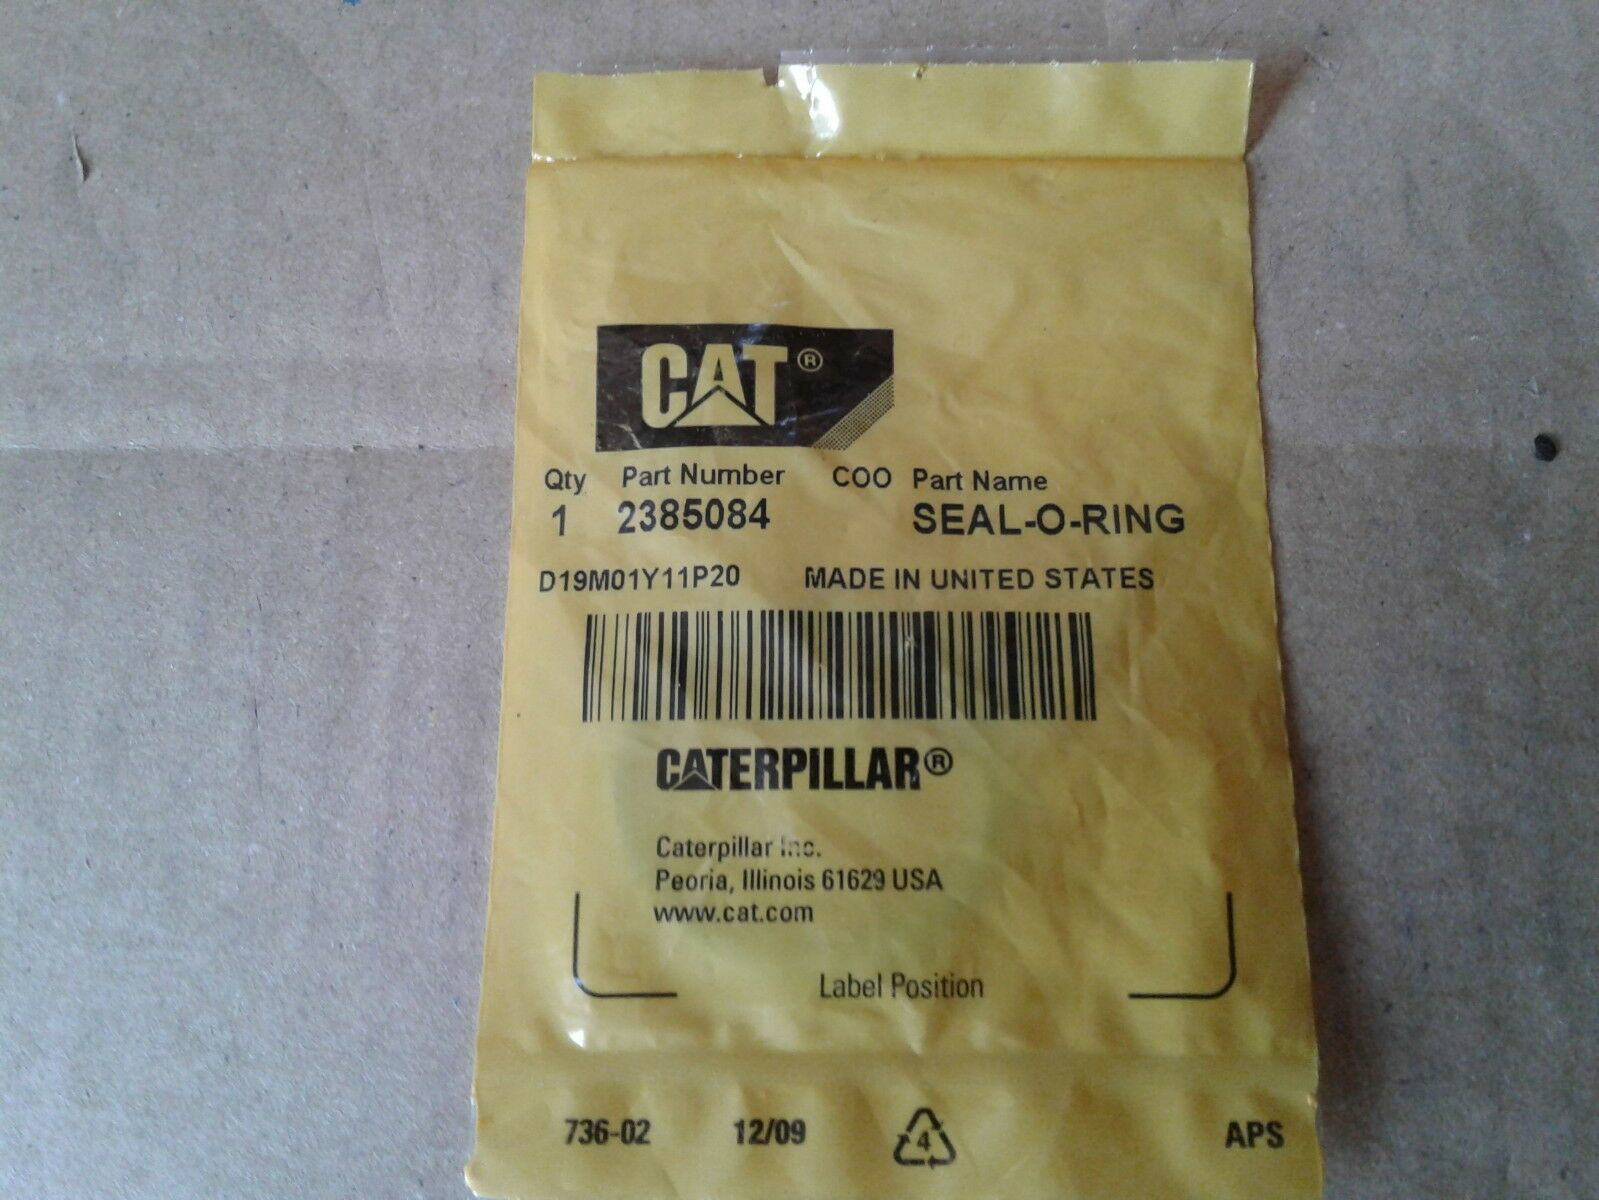 CAT®
Qty Part Number COO Part Name
1 2385084 SEAL-O-RING
D19M01Y11P20 MADE IN UNITED STATES
CATERPILLAR®
Caterpillar Inc.
Peoria, Illinois 61629 USA
www.cat.com
Label Position
736-02 12/09 4 APS